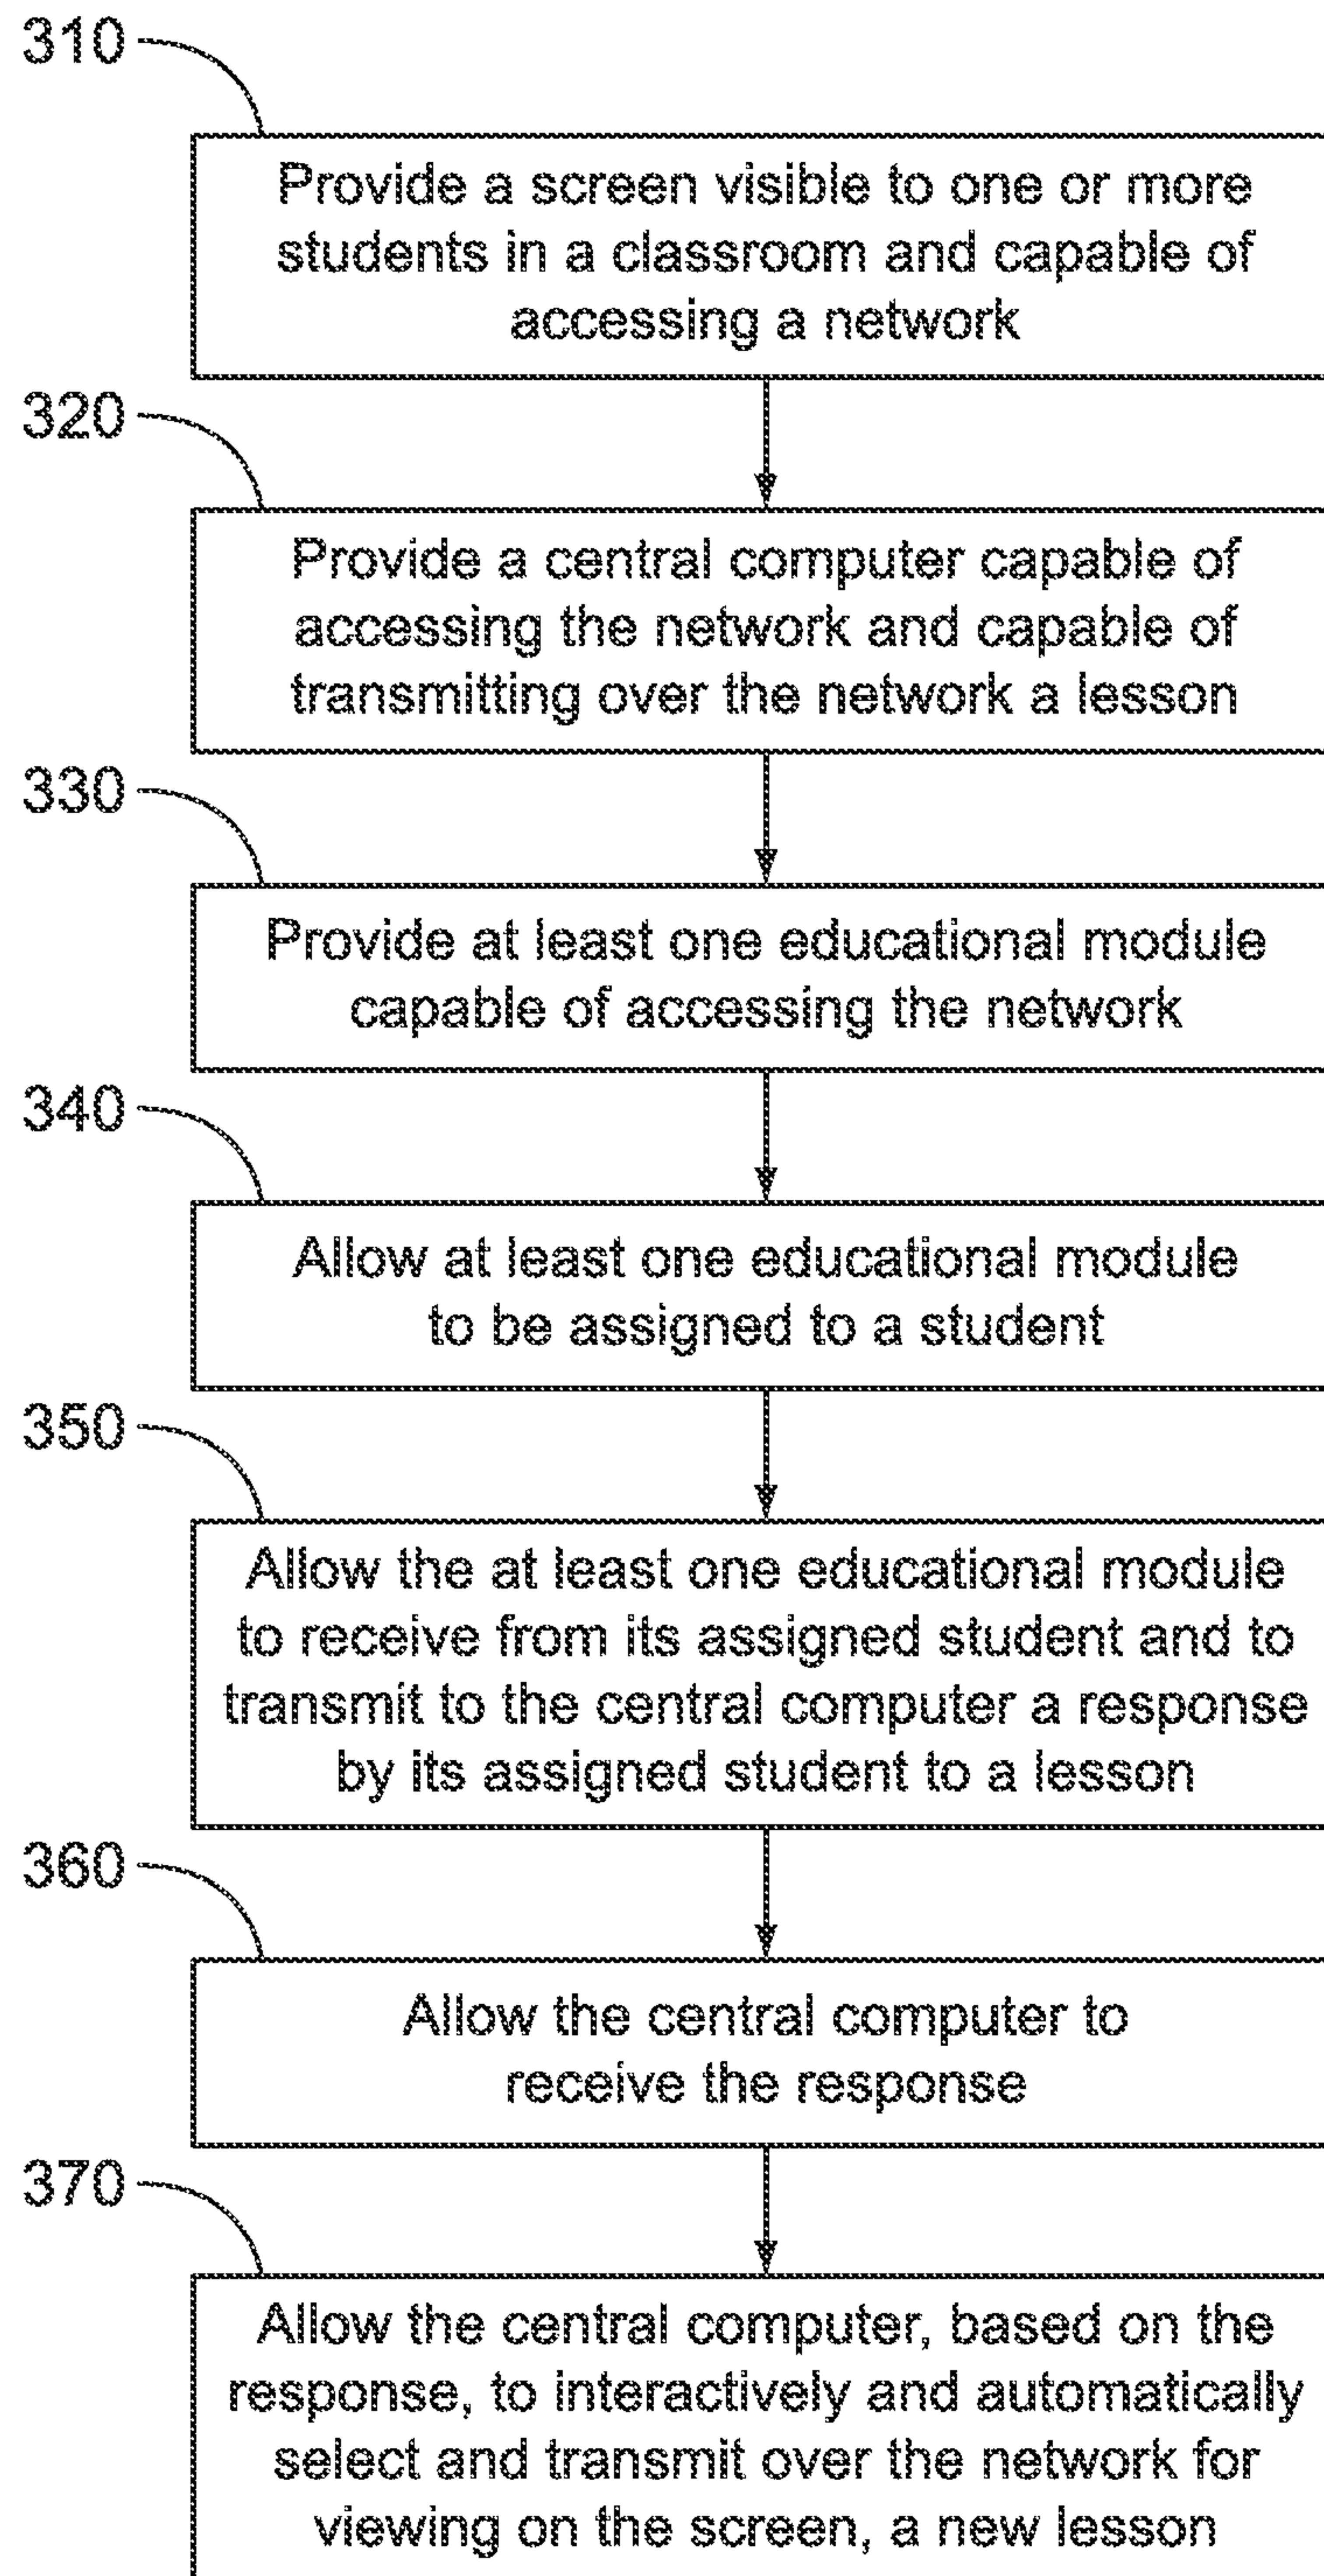 310
Provide a screen visible to one or more
students in a classroom and capable of
accessing a network
320
Provide a central computer capable of
accessing the network and capable of
transmitting over the network a lesson
330
Provide at least one educational module
capable of accessing the network
340
Allow at least one educational module
to be assigned to a student
350
Allow the at least one educational module
to receive from its assigned student and to
transmit to the central computer a response
by its assigned student to a lesson
360
Allow the central computer to
receive the response
370
Allow the central computer, based on the
response, to interactively and automatically
select and transmit over the network for
viewing on the screen, a new lesson